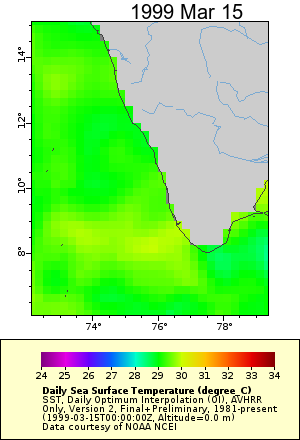 1999 Mar 15
14°
12°
10°
8°
74°
76°
78°
24 25 26 27 28 29 30 31 32 33 34
Daily Sea Surface Temperature (degree_C)
SST, Daily Optimum Interpolation (OI), AVHRR
Only, Version 2, Final+Preliminary, 1981-present
(1999-03-15T00:00:00Z, Altitude=0.0 m)
Data courtesy of NOAA NCEI